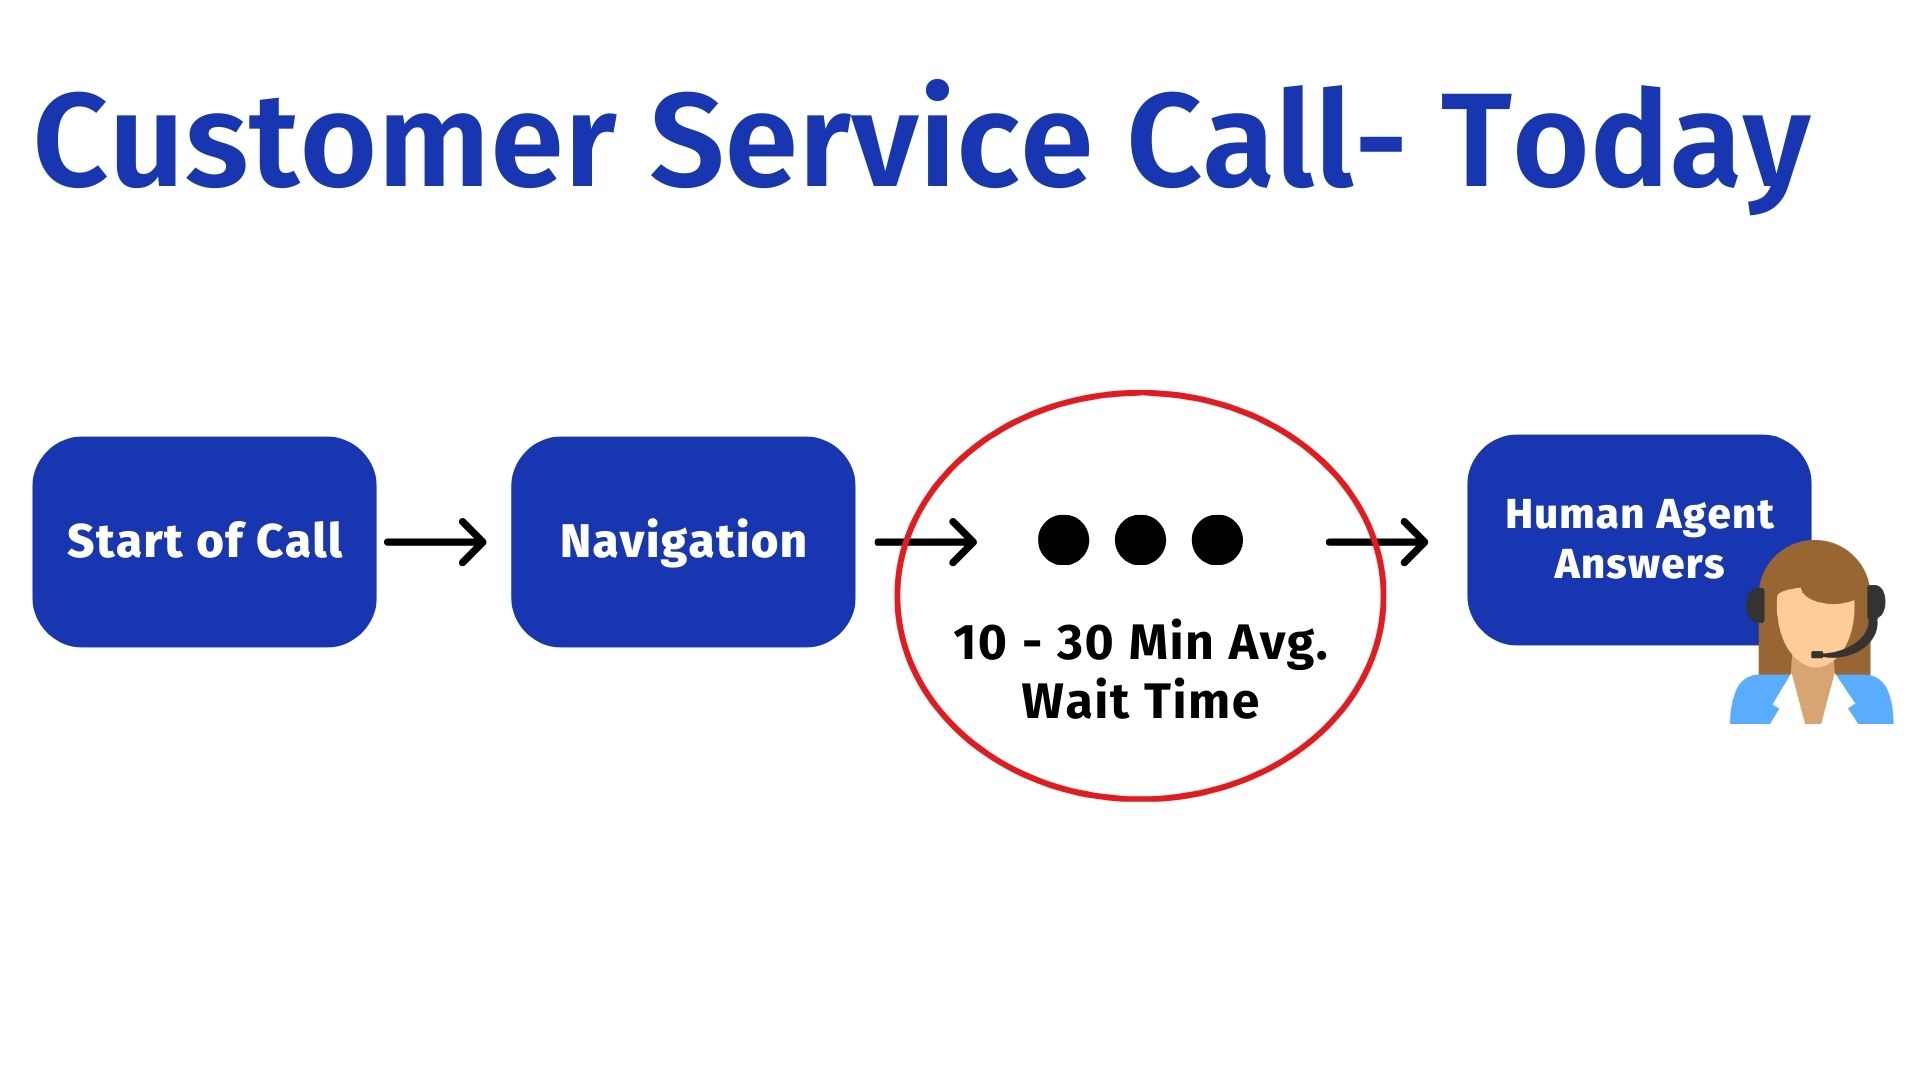 Customer Service Call- Today
Start of Call
Navigation
10 - 30 Min Avg.
Wait Time
Human Agent
Answers